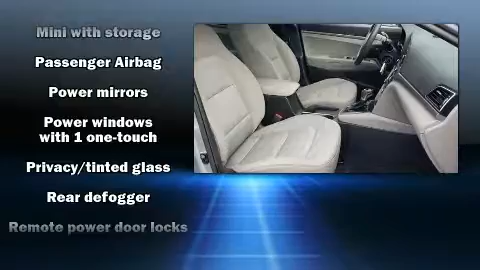 Mini with storage
Passenger Airbag
Power mirrors
Power windows
with 1 one-touch
Privacy/tinted glass
Rear defogger
Remote power door locks